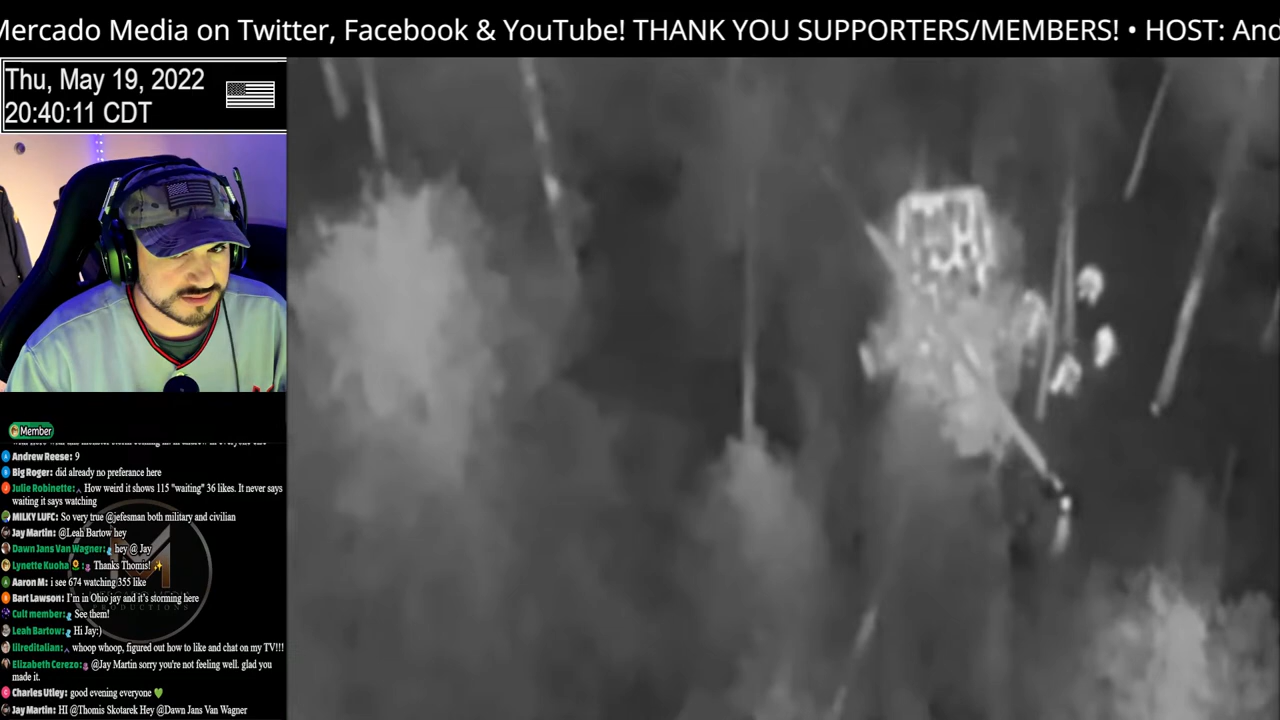 Mercado Media on Twitter, Facebook & YouTube! THANK YOU SUPPORTERS/MEMBERS! • HOST: And
Thu, May 19, 2022
20:40:11 CDT
Member
Andrew Reese: 9
Big Roger: did already no preferance here
Julie Robinette: How weird it shows 115 "waiting" 36 likes. It never says
waiting it says watching
MILKY LUFC: So very true @jefesman both military and civilian
Jay Martin: @Leah Bartow hey
Dawn Jans Van Wagner: hey @ Jay
Lynette Kuoha 🌻: Thanks Thomis! ✨
Aaron M: i see 674 watching 355 like
Bart Lawson: I'm in Ohio jay and it's storming here
PRODUCTIONS
Cult member: See them!
Leah Bartow: Hi Jay:)
lilreditalian: whoop whoop, figured out how to like and chat on my TV!!!
Elizabeth Cerezo: @Jay Martin sorry you're not feeling well. glad you
made it.
Charles Utley: good evening everyone 💚
Jay Martin: HI @Thomis Skotarek Hey @Dawn Jans Van Wagner